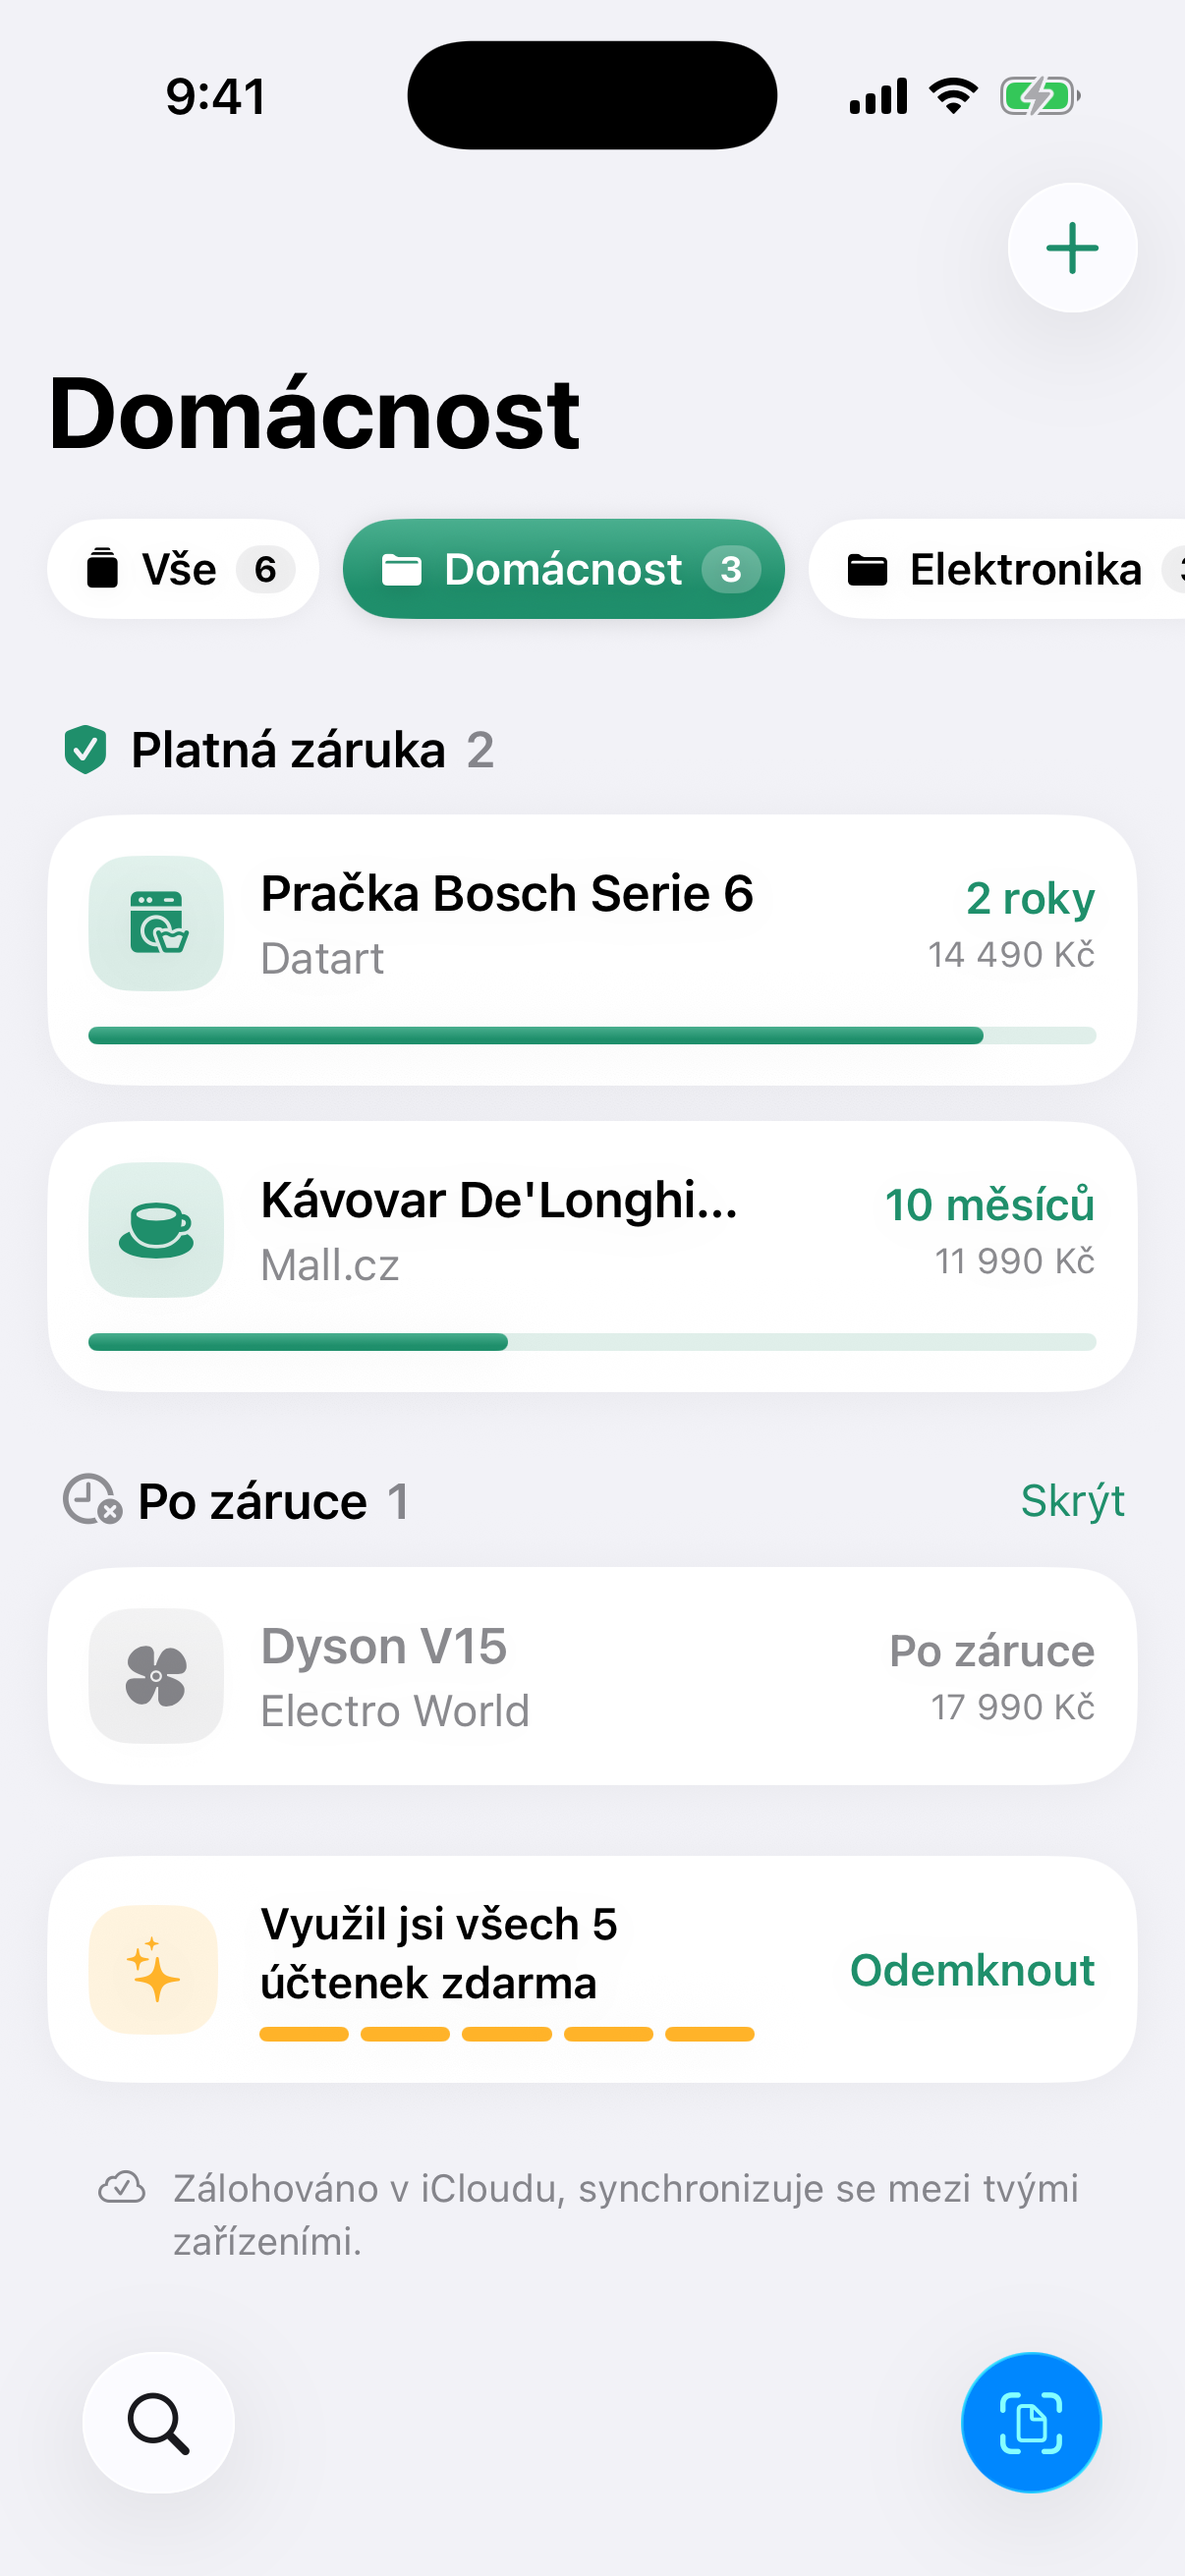 9:41
Domácnost
Vše 6
Domácnost 3
Elektronika
Platná záruka 2
Pračka Bosch Serie 6
2 roky
Datart
14 490 Kč
Kávovar De'Longhi...
10 měsíců
Mall.cz
11 990 Kč
Po záruce 1
Skrýt
Dyson V15
Po záruce
Electro World
17 990 Kč
Využil jsi všech 5
účtenek zdarma
Odemknout
Zálohováno v iCloudu, synchronizuje se mezi tvými
zařízeními.